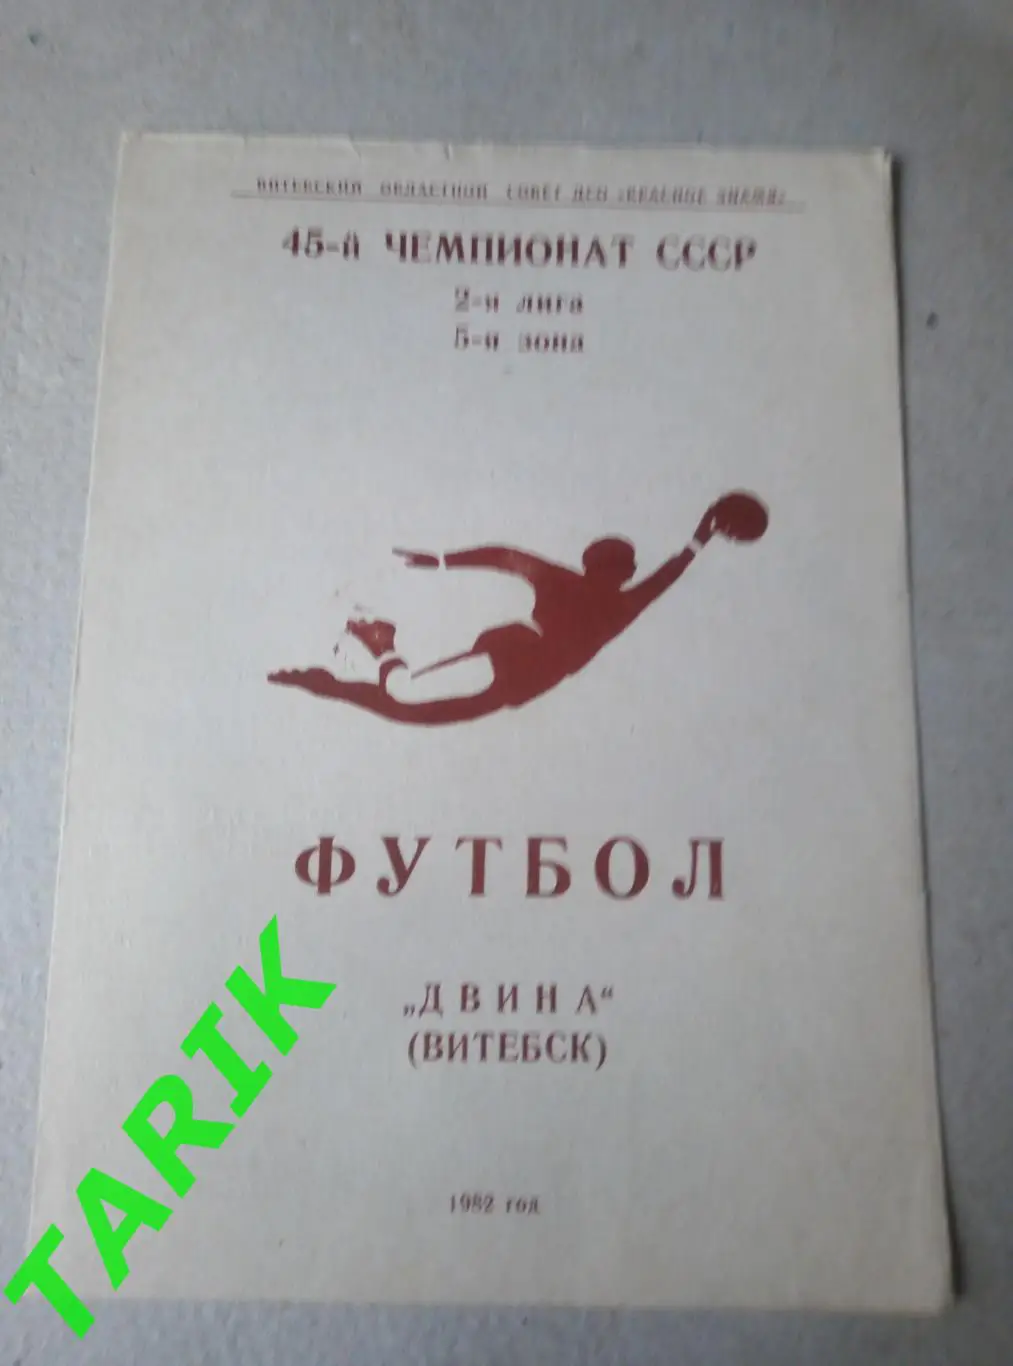 ВИТЕБСКИЙ ОБЛАСТНОЙ СОВЕТ ДСО «КРАСНОЕ ЗНАМЯ»
45-й ЧЕМПИОНАТ СССР
2-я лига
5-я зона
ФУТБОЛ
„ДВИНА“
(ВИТЕБСК)
1982 год
TARIK